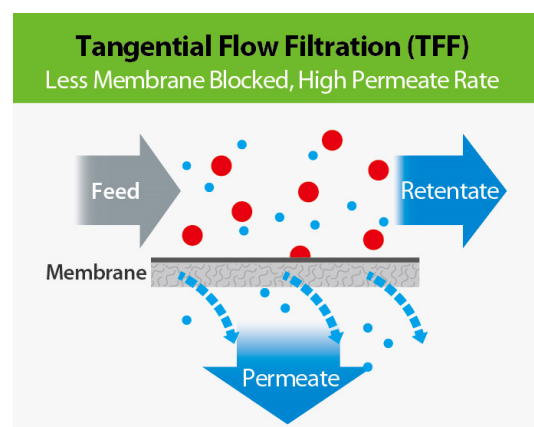 Tangential Flow Filtration (TFF)
Less Membrane Blocked, High Permeate Rate
Feed
Retentate
Membrane
Permeate